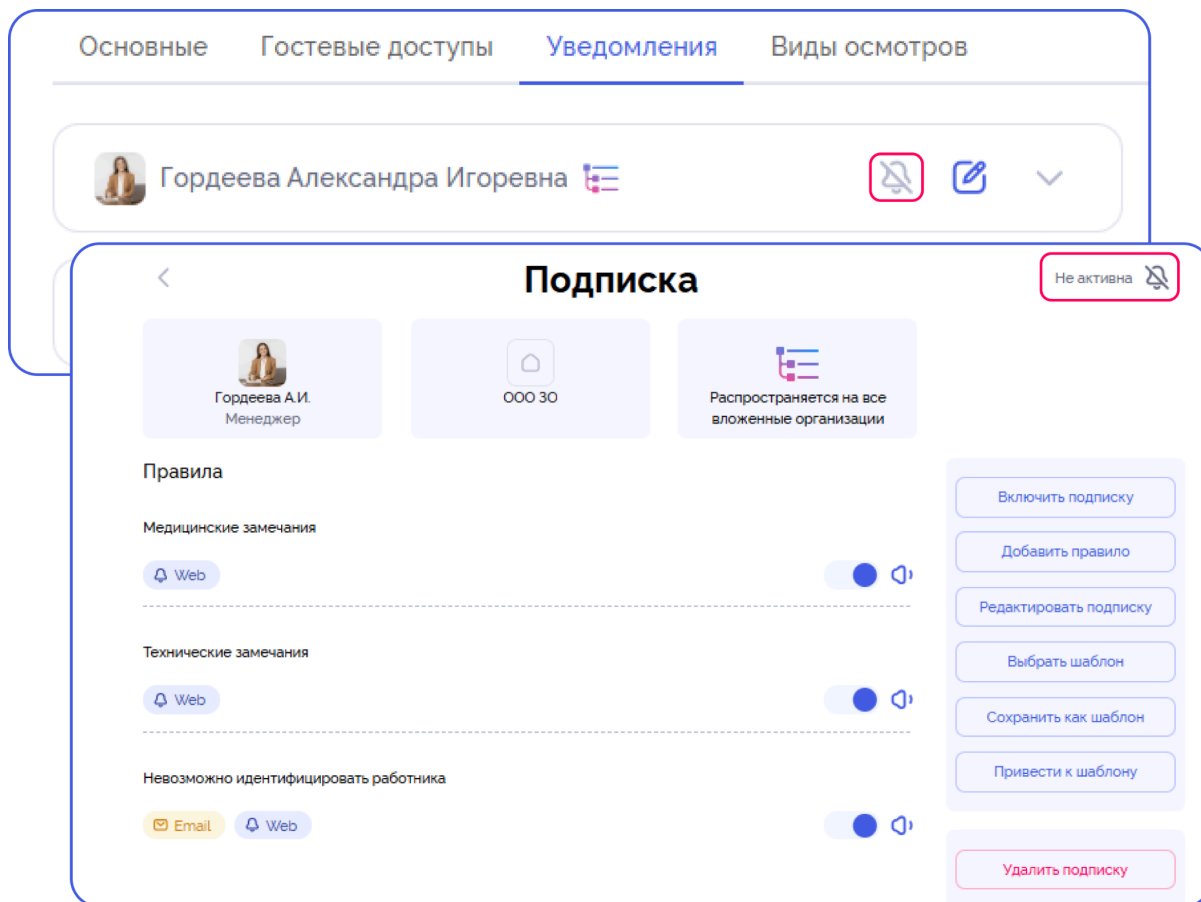 Основные Гостевые доступы Уведомления Виды осмотров
Гордеева Александра Игоревна
Подписка
Не активна
Гордеева А.И.
Менеджер
ООО ЗО
Распространяется на все
вложенные организации
Правила
Медицинские замечания
Web
Технические замечания
Web
Невозможно идентифицировать работника
Email Web
Включить подписку
Добавить правило
Редактировать подписку
Выбрать шаблон
Сохранить как шаблон
Привести к шаблону
Удалить подписку